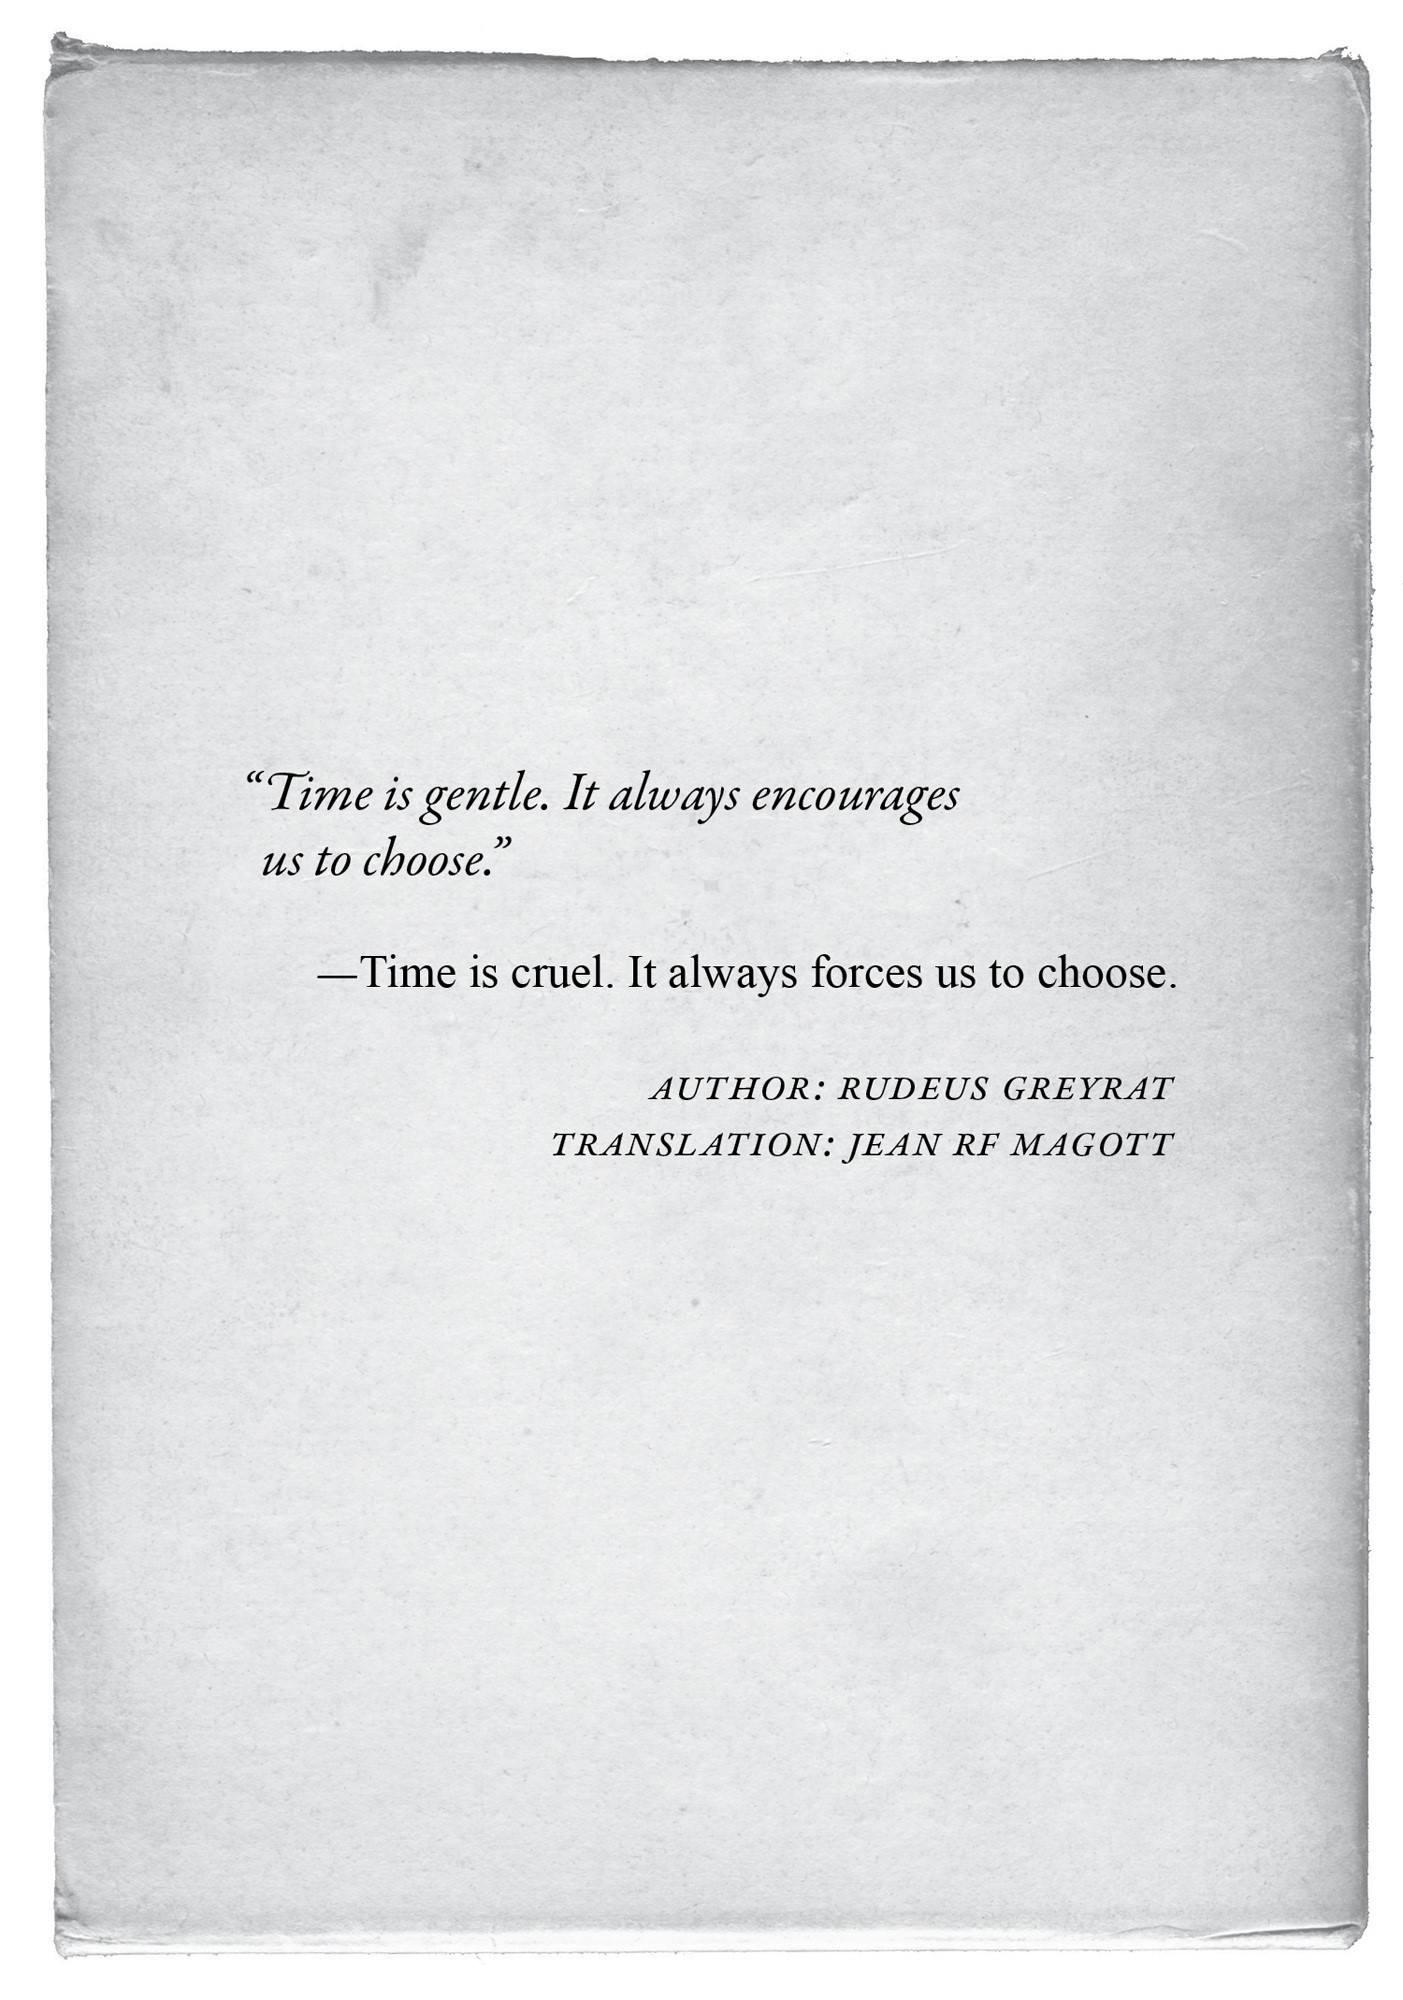 “Time is gentle. It always encourages
us to choose.”
—Time is cruel. It always forces us to choose.
AUTHOR: RUDEUS GREYRAT
TRANSLATION: JEAN RF MAGOTT